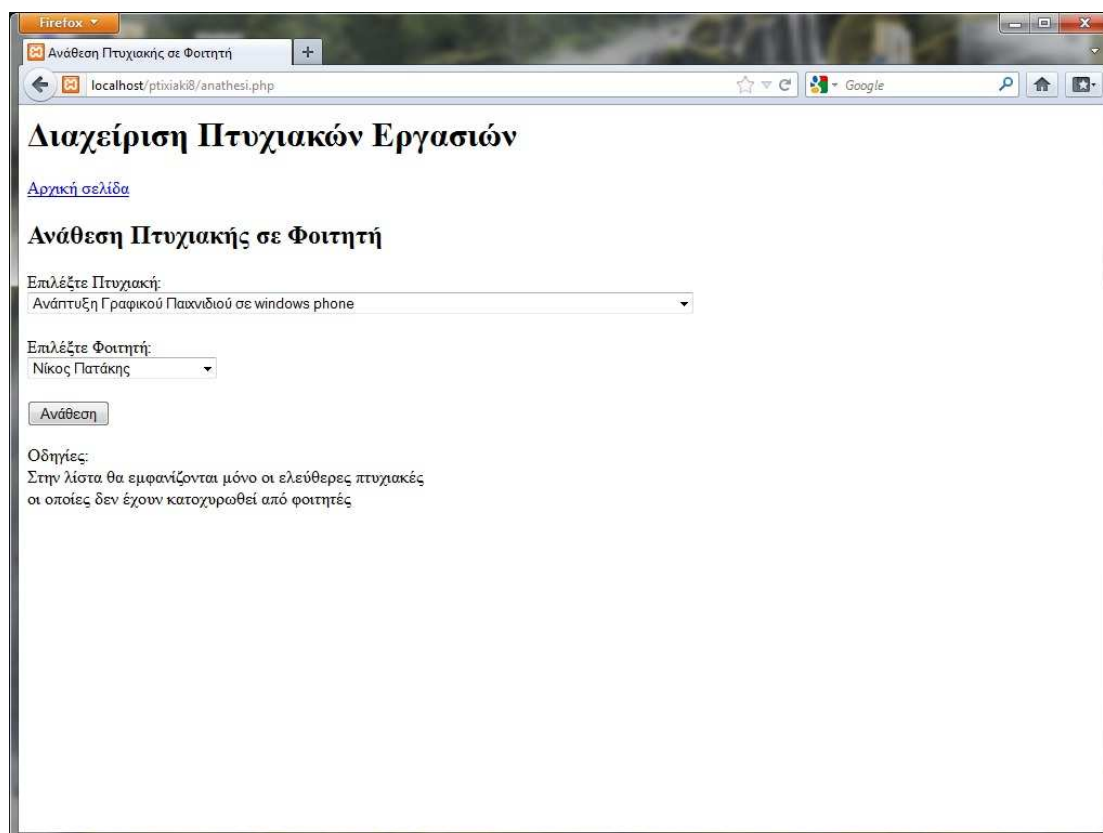 Firefox
Ανάθεση Πτυχιακής σε Φοιτητή
localhost/ptixiaki8/anathesi.php
Google
Διαχείριση Πτυχιακών Εργασιών
Αρχική σελίδα
Ανάθεση Πτυχιακής σε Φοιτητή
Επιλέξτε Πτυχιακή:
Ανάπτυξη Γραφικού Παιχνιδιού σε windows phone
Επιλέξτε Φοιτητή:
Νίκος Πατάκης
Ανάθεση
Οδηγίες:
Στην λίστα θα εμφανίζονται μόνο οι ελεύθερες πτυχιακές
οι οποίες δεν έχουν κατοχυρωθεί από φοιτητές